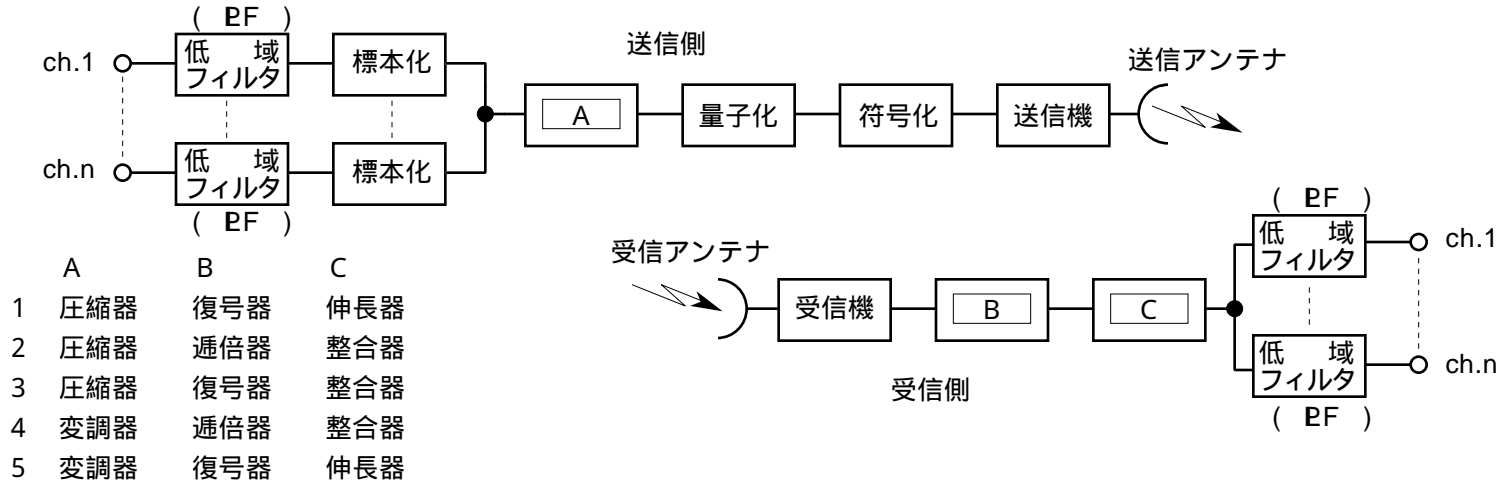 ( LPF )
ch.1
低 域
フィルタ
標本化
送信側
送信アンテナ
A
量子化
符号化
送信機
ch.n
低 域
フィルタ
標本化
( LPF )
受信アンテナ
受信機
B
C
( LPF )
低 域
フィルタ
ch.1
低 域
フィルタ
ch.n
( LPF )
受信側
A B C
1 圧縮器 復号器 伸長器
2 圧縮器 逓倍器 整合器
3 圧縮器 復号器 整合器
4 変調器 逓倍器 整合器
5 変調器 復号器 伸長器